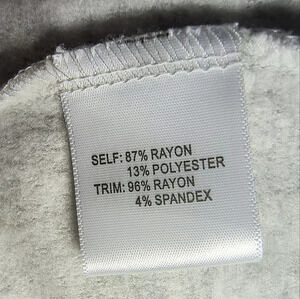 SELF: 87% RAYON
13% POLYESTER
TRIM: 96% RAYON
4% SPANDEX